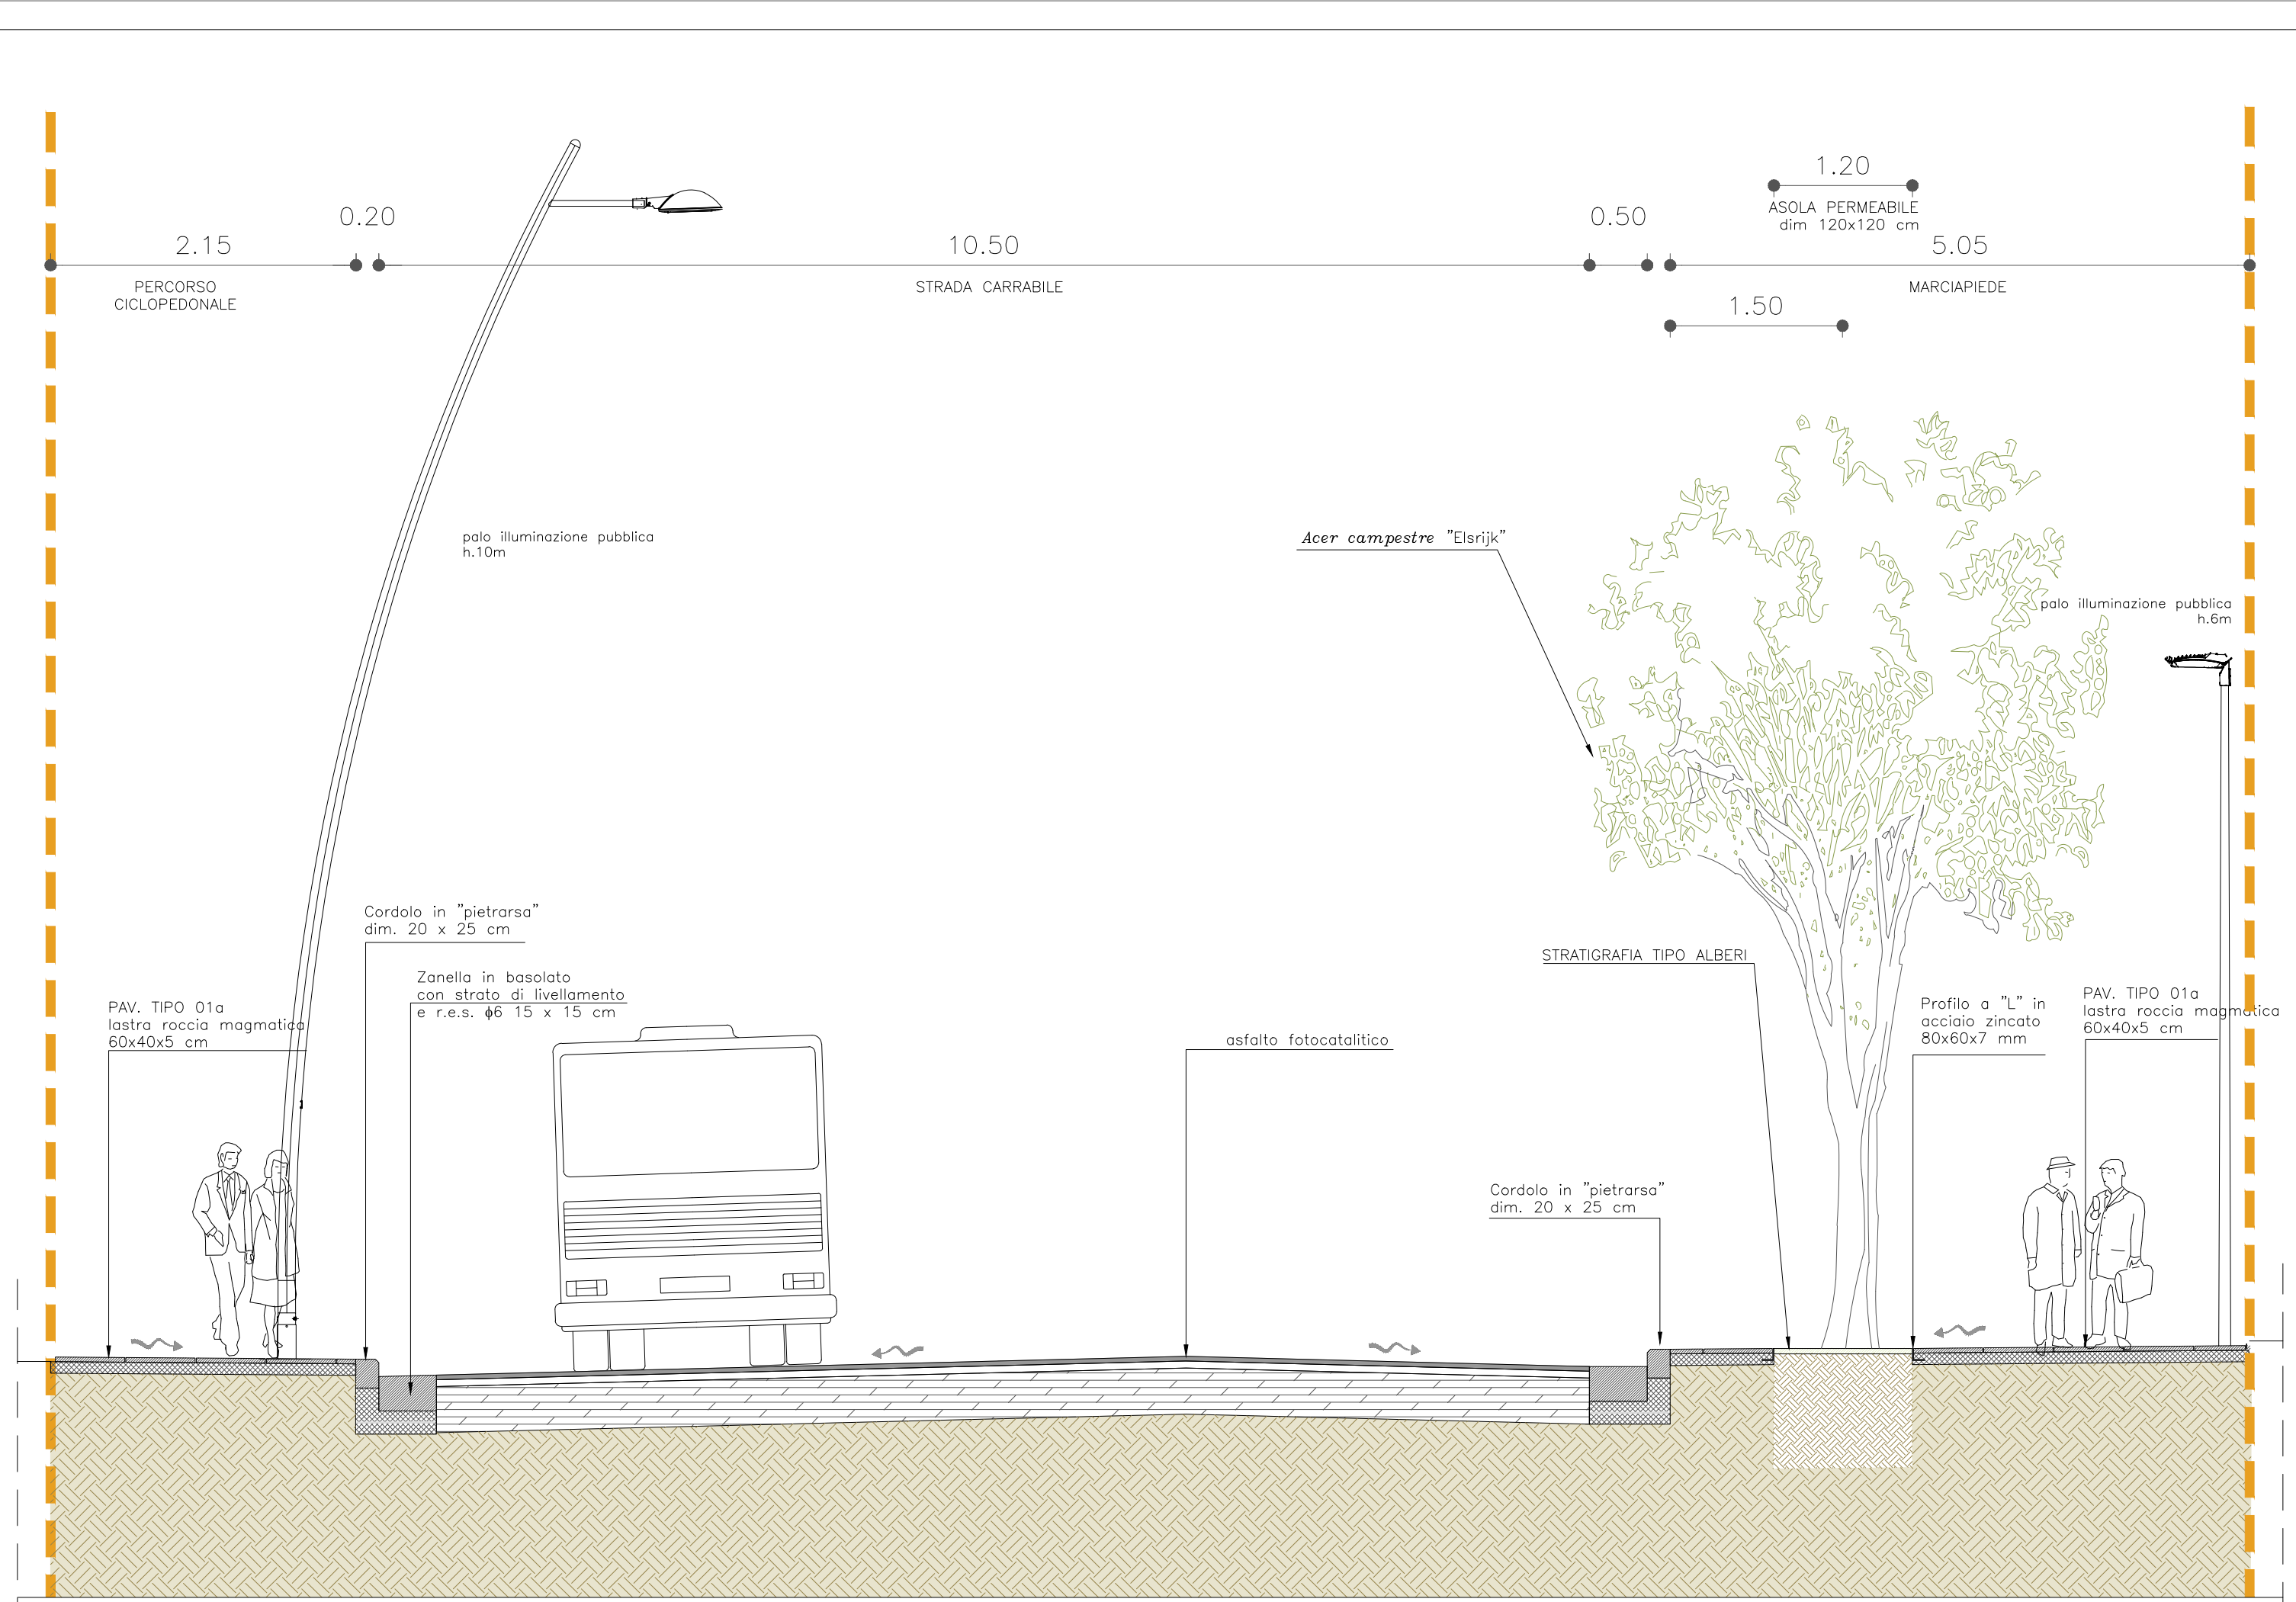 1.20
ASOLA PERMEABILE
dim 120x120 cm
0.20
0.50
2.15
10.50
5.05
PERCORSO
CICLOPEDONALE
STRADA CARRABILE
MARCIAPIEDE
1.50
palo illuminazione pubblica
h.10m
Acer campestre "Elsrijk"
palo illuminazione pubblica
h.6m
Cordolo in "pietrarsa"
dim. 20 x 25 cm
STRATIGRAFIA TIPO ALBERI
Zanella in basolato
con strato di livellamento
e r.e.s. ϕ6 15 x 15 cm
PAV. TIPO 01a
lastra roccia magmatica
60x40x5 cm
Profilo a "L" in
acciaio zincato
80x60x7 mm
PAV. TIPO 01a
lastra roccia magmatica
60x40x5 cm
asfalto fotocatalitico
Cordolo in "pietrarsa"
dim. 20 x 25 cm